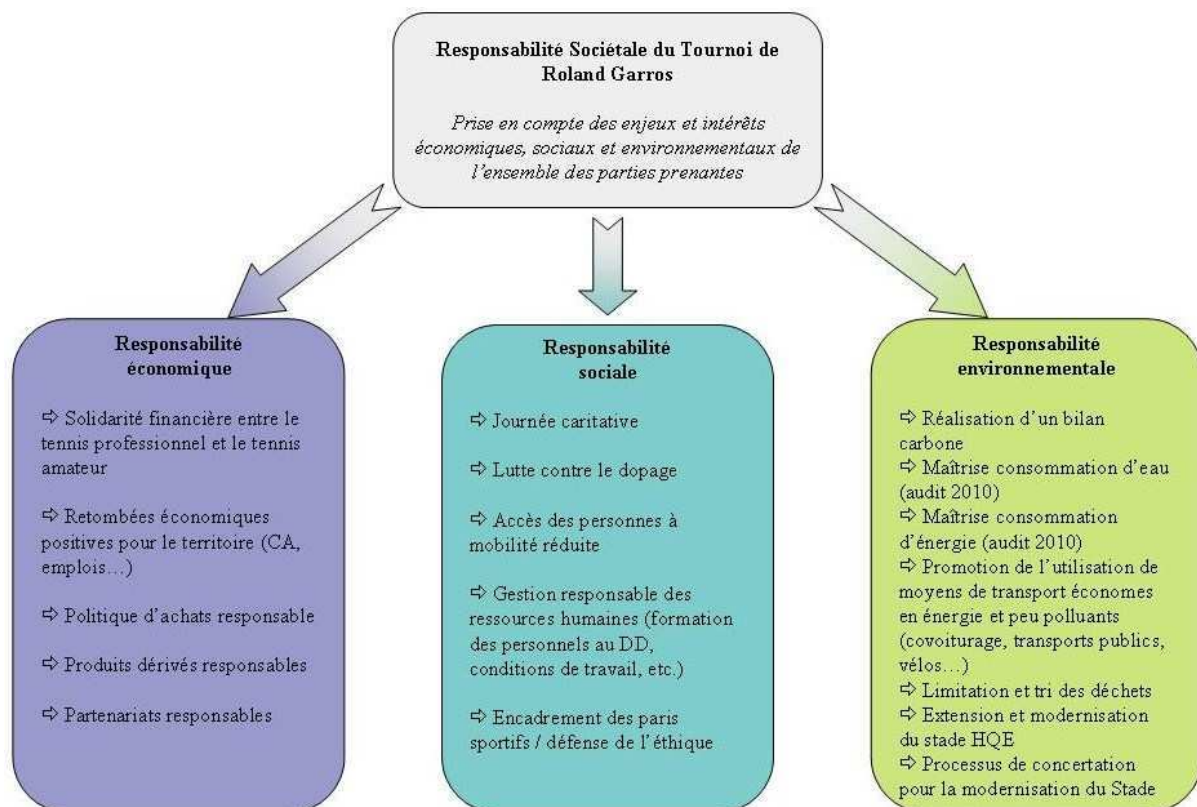 Responsabilité Sociétale du Tournoi de
Roland Garros
Prise en compte des enjeux et intérêts
économiques, sociaux et environnementaux de
l'ensemble des parties prenantes
Responsabilité
économique
⇨ Solidarité financière entre le
tennis professionnel et le tennis
amateur
⇨ Retombées économiques
positives pour le territoire (CA,
emplois…)
⇨ Politique d'achats responsable
⇨ Produits dérivés responsables
⇨ Partenariats responsables
Responsabilité
sociale
⇨ Journée caritative
⇨ Lutte contre le dopage
⇨ Accès des personnes à
mobilité réduite
⇨ Gestion responsable des
ressources humaines (formation
des personnels au DD,
conditions de travail, etc.)
⇨ Encadrement des paris
sportifs / défense de l'éthique
Responsabilité
environnementale
⇨ Réalisation d'un bilan
carbone
⇨ Maîtrise consommation d'eau
(audit 2010)
⇨ Maîtrise consommation
d'énergie (audit 2010)
⇨ Promotion de l'utilisation de
moyens de transport économes
en énergie et peu polluants
(covoiturage, transports publics,
vélos…)
⇨ Limitation et tri des déchets
⇨ Extension et modernisation
du stade HQE
⇨ Processus de concertation
pour la modernisation du Stade